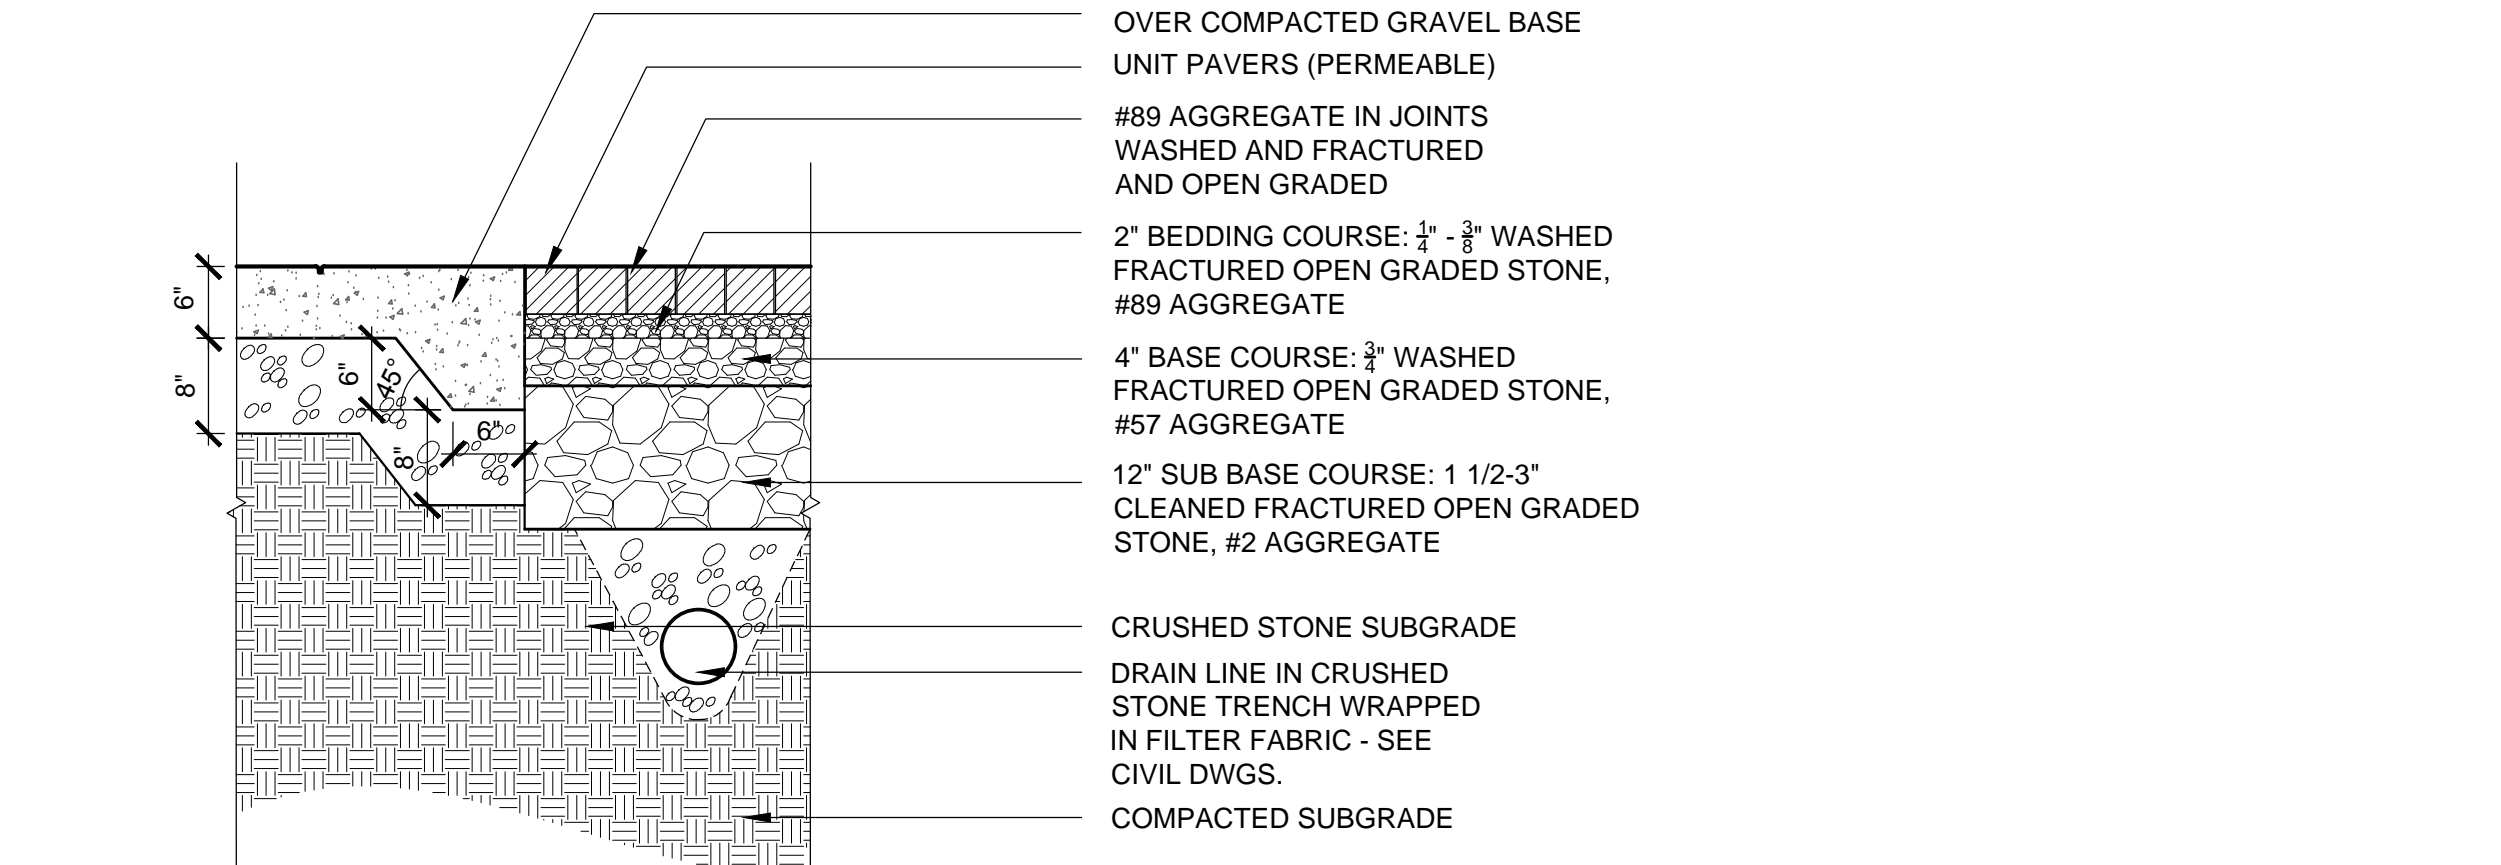 OVER COMPACTED GRAVEL BASE
UNIT PAVERS (PERMEABLE)
#89 AGGREGATE IN JOINTS
WASHED AND FRACTURED
AND OPEN GRADED
2" BEDDING COURSE: 1/4" - 3/8" WASHED
FRACTURED OPEN GRADED STONE,
#89 AGGREGATE
4" BASE COURSE: 3/4" WASHED
FRACTURED OPEN GRADED STONE,
#57 AGGREGATE
12" SUB BASE COURSE: 1 1/2-3"
CLEANED FRACTURED OPEN GRADED
STONE, #2 AGGREGATE
CRUSHED STONE SUBGRADE
DRAIN LINE IN CRUSHED
STONE TRENCH WRAPPED
IN FILTER FABRIC - SEE
CIVIL DWGS.
COMPACTED SUBGRADE
6"
8"
6"
45°
8"
6"